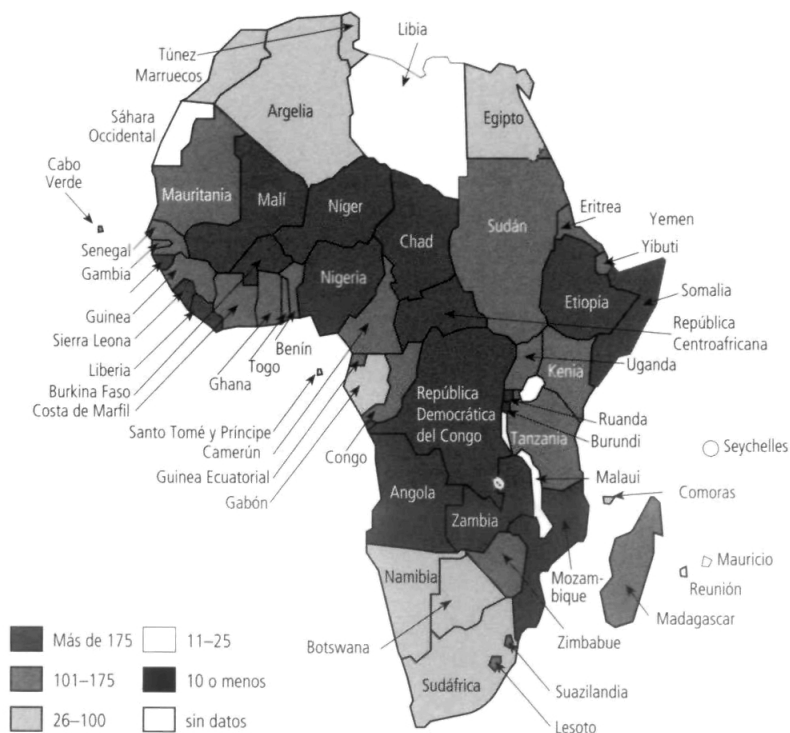 Túnez
Marruecos
Libia
Sáhara
Occidental
Argelia
Egipto
Cabo
Verde
Mauritania
Malí
Níger
Chad
Sudán
Eritrea
Yemen
Yibuti
Senegal
Gambia
Nigeria
Etiopía
Somalia
Guinea
Sierra Leona
República
Centroafricana
Liberia
Burkina Faso
Costa de Marfil
Ghana
Togo
Benín
Uganda
Kenia
República
Democrática
del Congo
Ruanda
Burundi
Santo Tomé y Príncipe
Camerún
Guinea Ecuatorial
Gabón
Congo
Tanzania
Seychelles
Malaui
Comoras
Angola
Zambia
Mozam-
bique
Mauricio
Reunión
Madagascar
Namibia
Botswana
Zimbabue
Suazilandia
Sudáfrica
Lesoto
Más de 175
11–25
101–175
10 o menos
26–100
sin datos